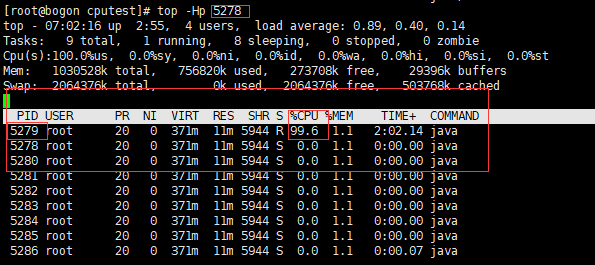 [root@bogon cputest]# top -Hp 5278
top - 07:02:16 up  2:55,  4 users,  load average: 0.89, 0.40, 0.14
Tasks:   9 total,   1 running,   8 sleeping,   0 stopped,   0 zombie
Cpu(s):100.0%us,  0.0%sy,  0.0%ni,  0.0%id,  0.0%wa,  0.0%hi,  0.0%si,  0.0%st
Mem:   1030528k total,   756820k used,   273708k free,    29396k buffers
Swap:  2064376k total,        0k used,  2064376k free,   503768k cached
PID USER      PR  NI  VIRT  RES  SHR S %CPU %MEM    TIME+  COMMAND
5279 root      20   0  371m  11m 5944 R 99.6  1.1   2:02.14 java
5278 root      20   0  371m  11m 5944 S  0.0  1.1   0:00.00 java
5280 root      20   0  371m  11m 5944 S  0.0  1.1   0:00.00 java
5281 root      20   0  371m  11m 5944 S  0.0  1.1   0:00.00 java
5282 root      20   0  371m  11m 5944 S  0.0  1.1   0:00.00 java
5283 root      20   0  371m  11m 5944 S  0.0  1.1   0:00.00 java
5284 root      20   0  371m  11m 5944 S  0.0  1.1   0:00.00 java
5285 root      20   0  371m  11m 5944 S  0.0  1.1   0:00.00 java
5286 root      20   0  371m  11m 5944 S  0.0  1.1   0:00.07 java